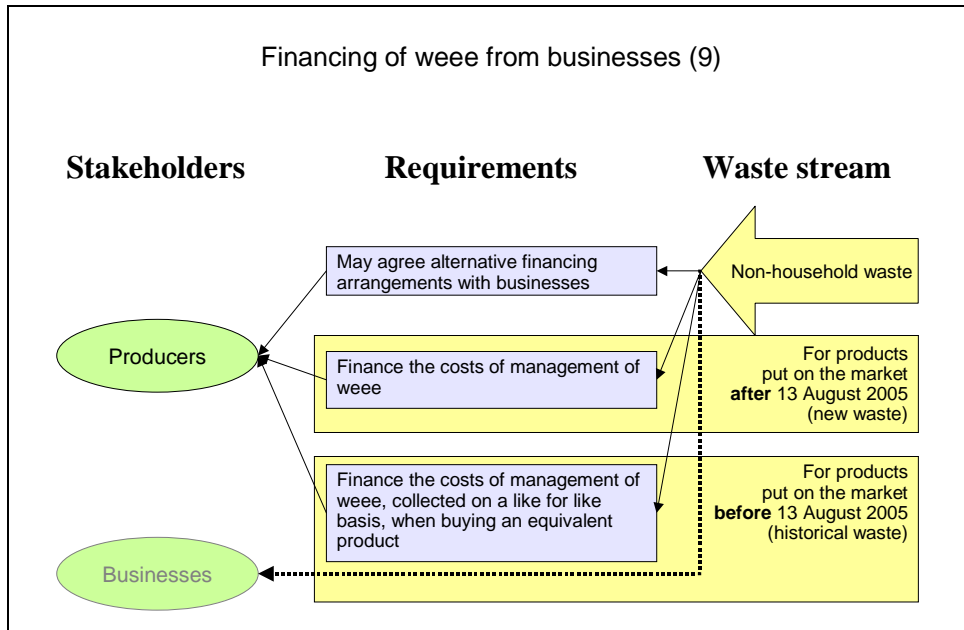 Financing of weee from businesses (9)
Stakeholders
Requirements
Waste stream
May agree alternative financing
arrangements with businesses
Non-household waste
Producers
Finance the costs of management of
weee
For products
put on the market
after 13 August 2005
(new waste)
Finance the costs of management of
weee, collected on a like for like
basis, when buying an equivalent
product
For products
put on the market
before 13 August 2005
(historical waste)
Businesses